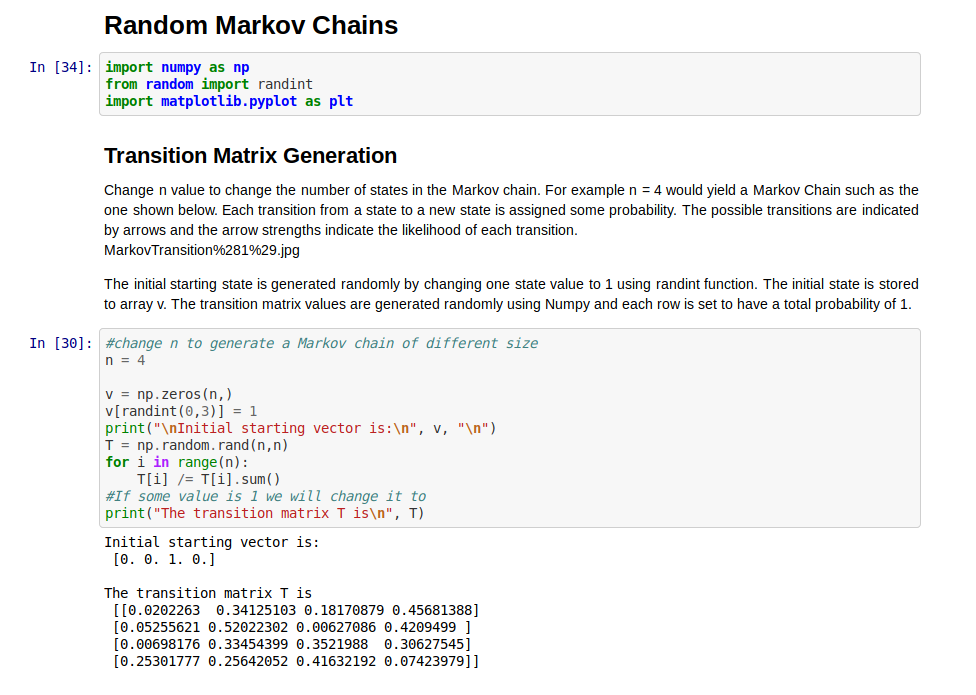 Random Markov Chains
In [34]:
import numpy as np
from random import randint
import matplotlib.pyplot as plt
Transition Matrix Generation
Change n value to change the number of states in the Markov chain. For example n = 4 would yield a Markov Chain such as the
one shown below. Each transition from a state to a new state is assigned some probability. The possible transitions are indicated
by arrows and the arrow strengths indicate the likelihood of each transition.
MarkovTransition%281%29.jpg
The initial starting state is generated randomly by changing one state value to 1 using randint function. The initial state is stored
to array v. The transition matrix values are generated randomly using Numpy and each row is set to have a total probability of 1.
In [30]:
#change n to generate a Markov chain of different size
n = 4
v = np.zeros(n,)
v[randint(0,3)] = 1
print("\nInitial starting vector is:\n", v, "\n")
T = np.random.rand(n,n)
for i in range(n):
    T[i] /= T[i].sum()
#If some value is 1 we will change it to
print("The transition matrix T is\n", T)
Initial starting vector is:
 [0. 0. 1. 0.]
The transition matrix T is
 [[0.0202263  0.34125103 0.18170879 0.45681388]
 [0.05255621 0.52022302 0.00627086 0.4209499 ]
 [0.00698176 0.33454399 0.3521988  0.30627545]
 [0.25301777 0.25642052 0.41632192 0.07423979]]